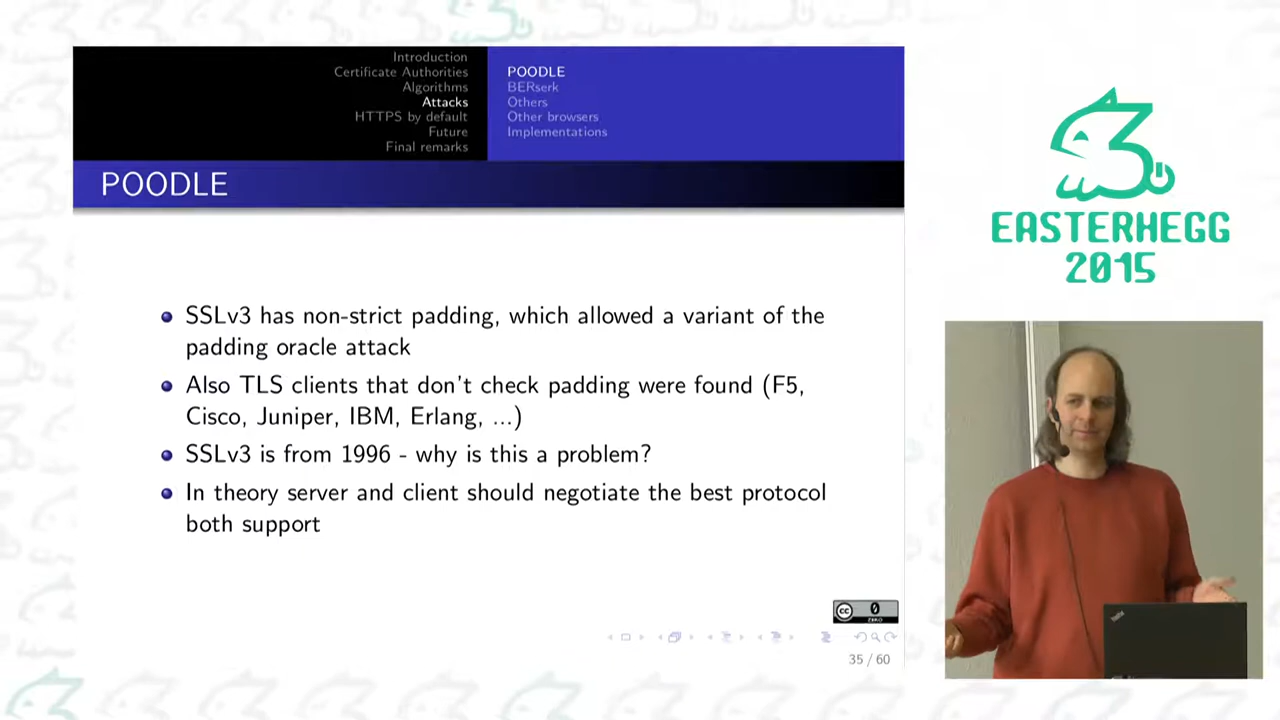 Introduction
Certificate Authorities
Algorithms
Attacks
HTTPS by default
Future
Final remarks
POODLE
BERserk
Others
Other browsers
Implementations
POODLE
SSLv3 has non-strict padding, which allowed a variant of the
padding oracle attack
Also TLS clients that don't check padding were found (F5,
Cisco, Juniper, IBM, Erlang, ...)
SSLv3 is from 1996 - why is this a problem?
In theory server and client should negotiate the best protocol
both support
cc 0
ZERO
35 / 60
EASTERHEGG
2015